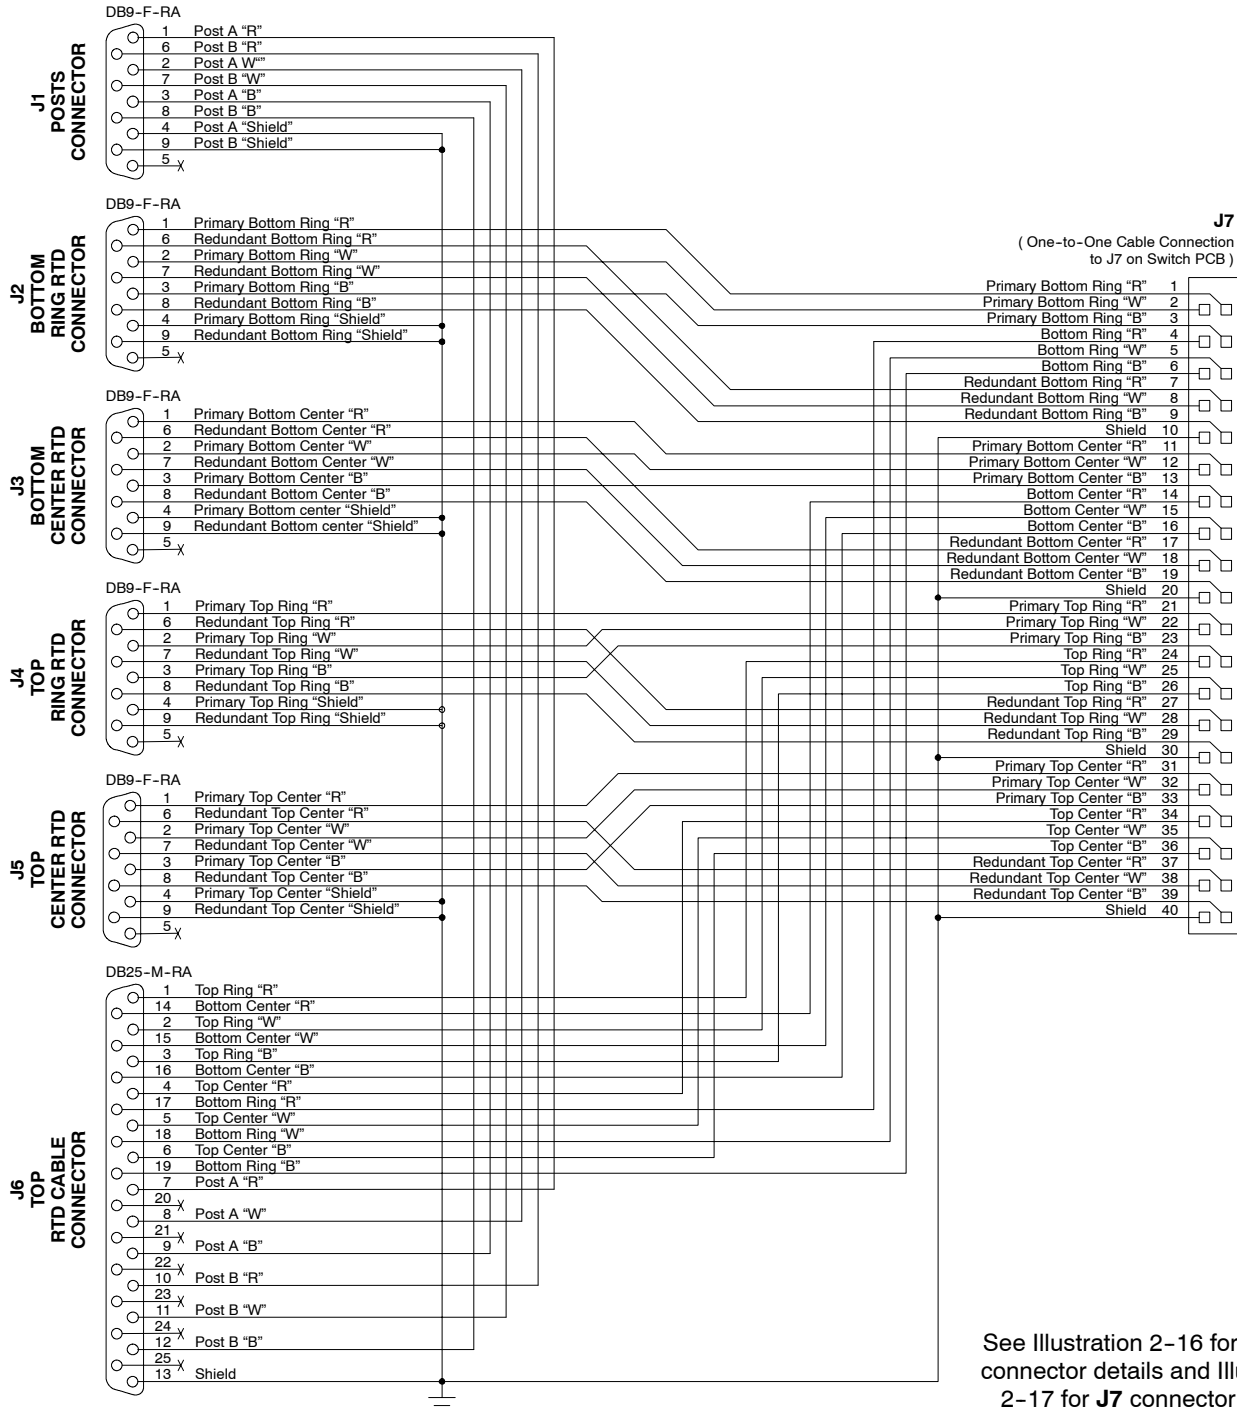 DB9-F-RA
J1
POSTS
CONNECTOR
1 Post A “R”
6 Post B “R”
2 Post A W“”
7 Post B “W”
3 Post A “B”
8 Post B “B”
4 Post A “Shield”
9 Post B “Shield”
5
DB9-F-RA
J2
BOTTOM
RING RTD
CONNECTOR
1 Primary Bottom Ring “R”
6 Redundant Bottom Ring “R”
2 Primary Bottom Ring “W”
7 Redundant Bottom Ring “W”
3 Primary Bottom Ring “B”
8 Redundant Bottom Ring “B”
4 Primary Bottom Ring “Shield”
9 Redundant Bottom Ring “Shield”
5
DB9-F-RA
J3
BOTTOM
CENTER RTD
CONNECTOR
1 Primary Bottom Center “R”
6 Redundant Bottom Center “R”
2 Primary Bottom Center “W”
7 Redundant Bottom Center “W”
3 Primary Bottom Center “B”
8 Redundant Bottom Center “B”
4 Primary Bottom center “Shield”
9 Redundant Bottom center “Shield”
5
DB9-F-RA
J4
TOP
RING RTD
CONNECTOR
1 Primary Top Ring “R”
6 Redundant Top Ring “R”
2 Primary Top Ring “W”
7 Redundant Top Ring “W”
3 Primary Top Ring “B”
8 Redundant Top Ring “B”
4 Primary Top Ring “Shield”
9 Redundant Top Ring “Shield”
5
DB9-F-RA
J5
TOP
CENTER RTD
CONNECTOR
1 Primary Top Center “R”
6 Redundant Top Center “R”
2 Primary Top Center “W”
7 Redundant Top Center “W”
3 Primary Top Center “B”
8 Redundant Top Center “B”
4 Primary Top Center “Shield”
9 Redundant Top Center “Shield”
5
DB25-M-RA
J6
TOP
RTD CABLE
CONNECTOR
1 Top Ring “R”
14 Bottom Center “R”
2 Top Ring “W”
15 Bottom Center “W”
3 Top Ring “B”
16 Bottom Center “B”
4 Top Center “R”
17 Bottom Ring “R”
5 Top Center “W”
18 Bottom Ring “W”
6 Top Center “B”
19 Bottom Ring “B”
7 Post A “R”
20
8 Post A “W”
21
9 Post A “B”
22
10 Post B “R”
23
11 Post B “W”
24
12 Post B “B”
25
13 Shield
J7
( One-to-One Cable Connection
to J7 on Switch PCB )
Primary Bottom Ring “R” 1
Primary Bottom Ring “W” 2
Primary Bottom Ring “B” 3
Bottom Ring “R” 4
Bottom Ring “W” 5
Bottom Ring “B” 6
Redundant Bottom Ring “R” 7
Redundant Bottom Ring “W” 8
Redundant Bottom Ring “B” 9
Shield 10
Primary Bottom Center “R” 11
Primary Bottom Center “W” 12
Primary Bottom Center “B” 13
Bottom Center “R” 14
Bottom Center “W” 15
Bottom Center “B” 16
Redundant Bottom Center “R” 17
Redundant Bottom Center “W” 18
Redundant Bottom Center “B” 19
Shield 20
Primary Top Ring “R” 21
Primary Top Ring “W” 22
Primary Top Ring “B” 23
Top Ring “R” 24
Top Ring “W” 25
Top Ring “B” 26
Redundant Top Ring “R” 27
Redundant Top Ring “W” 28
Redundant Top Ring “B” 29
Shield 30
Primary Top Center “R” 31
Primary Top Center “W” 32
Primary Top Center “B” 33
Top Center “R” 34
Top Center “W” 35
Top Center “B” 36
Redundant Top Center “R” 37
Redundant Top Center “W” 38
Redundant Top Center “B” 39
Shield 40
See Illustration 2-16 for
connector details and
2-17 for J7 connector